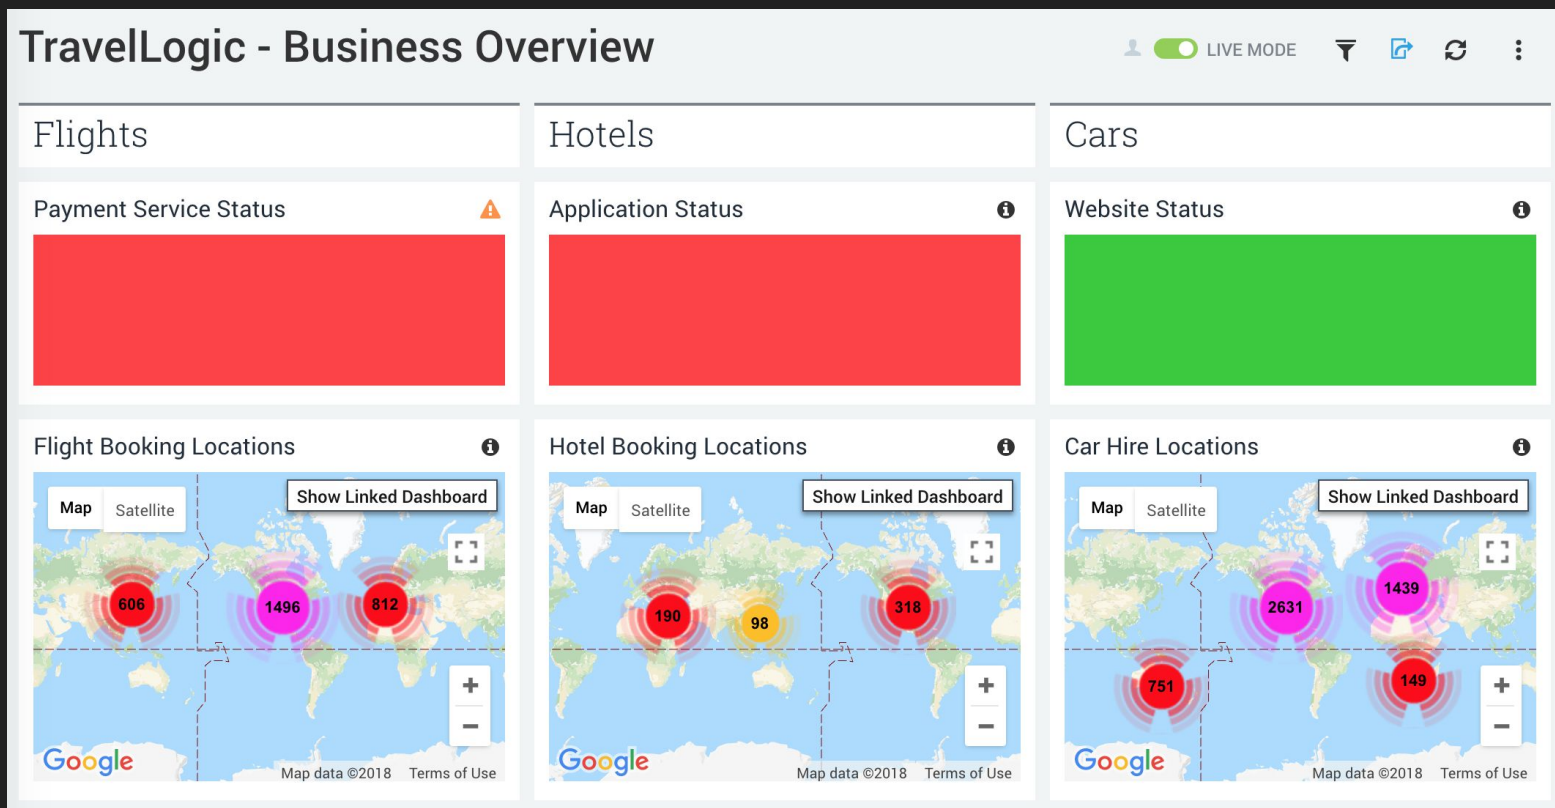 TravelLogic - Business Overview
LIVE MODE
Flights
Hotels
Cars
Payment Service Status
Application Status
Website Status
Flight Booking Locations
Map
Satellite
Show Linked Dashboard
606
1496
812
+
−
Google
Map data ©2018
Terms of Use
Hotel Booking Locations
Map
Satellite
Show Linked Dashboard
190
98
318
+
−
Google
Map data ©2018
Terms of Use
Car Hire Locations
Map
Satellite
Show Linked Dashboard
2631
1439
751
149
+
−
Google
Map data ©2018
Terms of Use